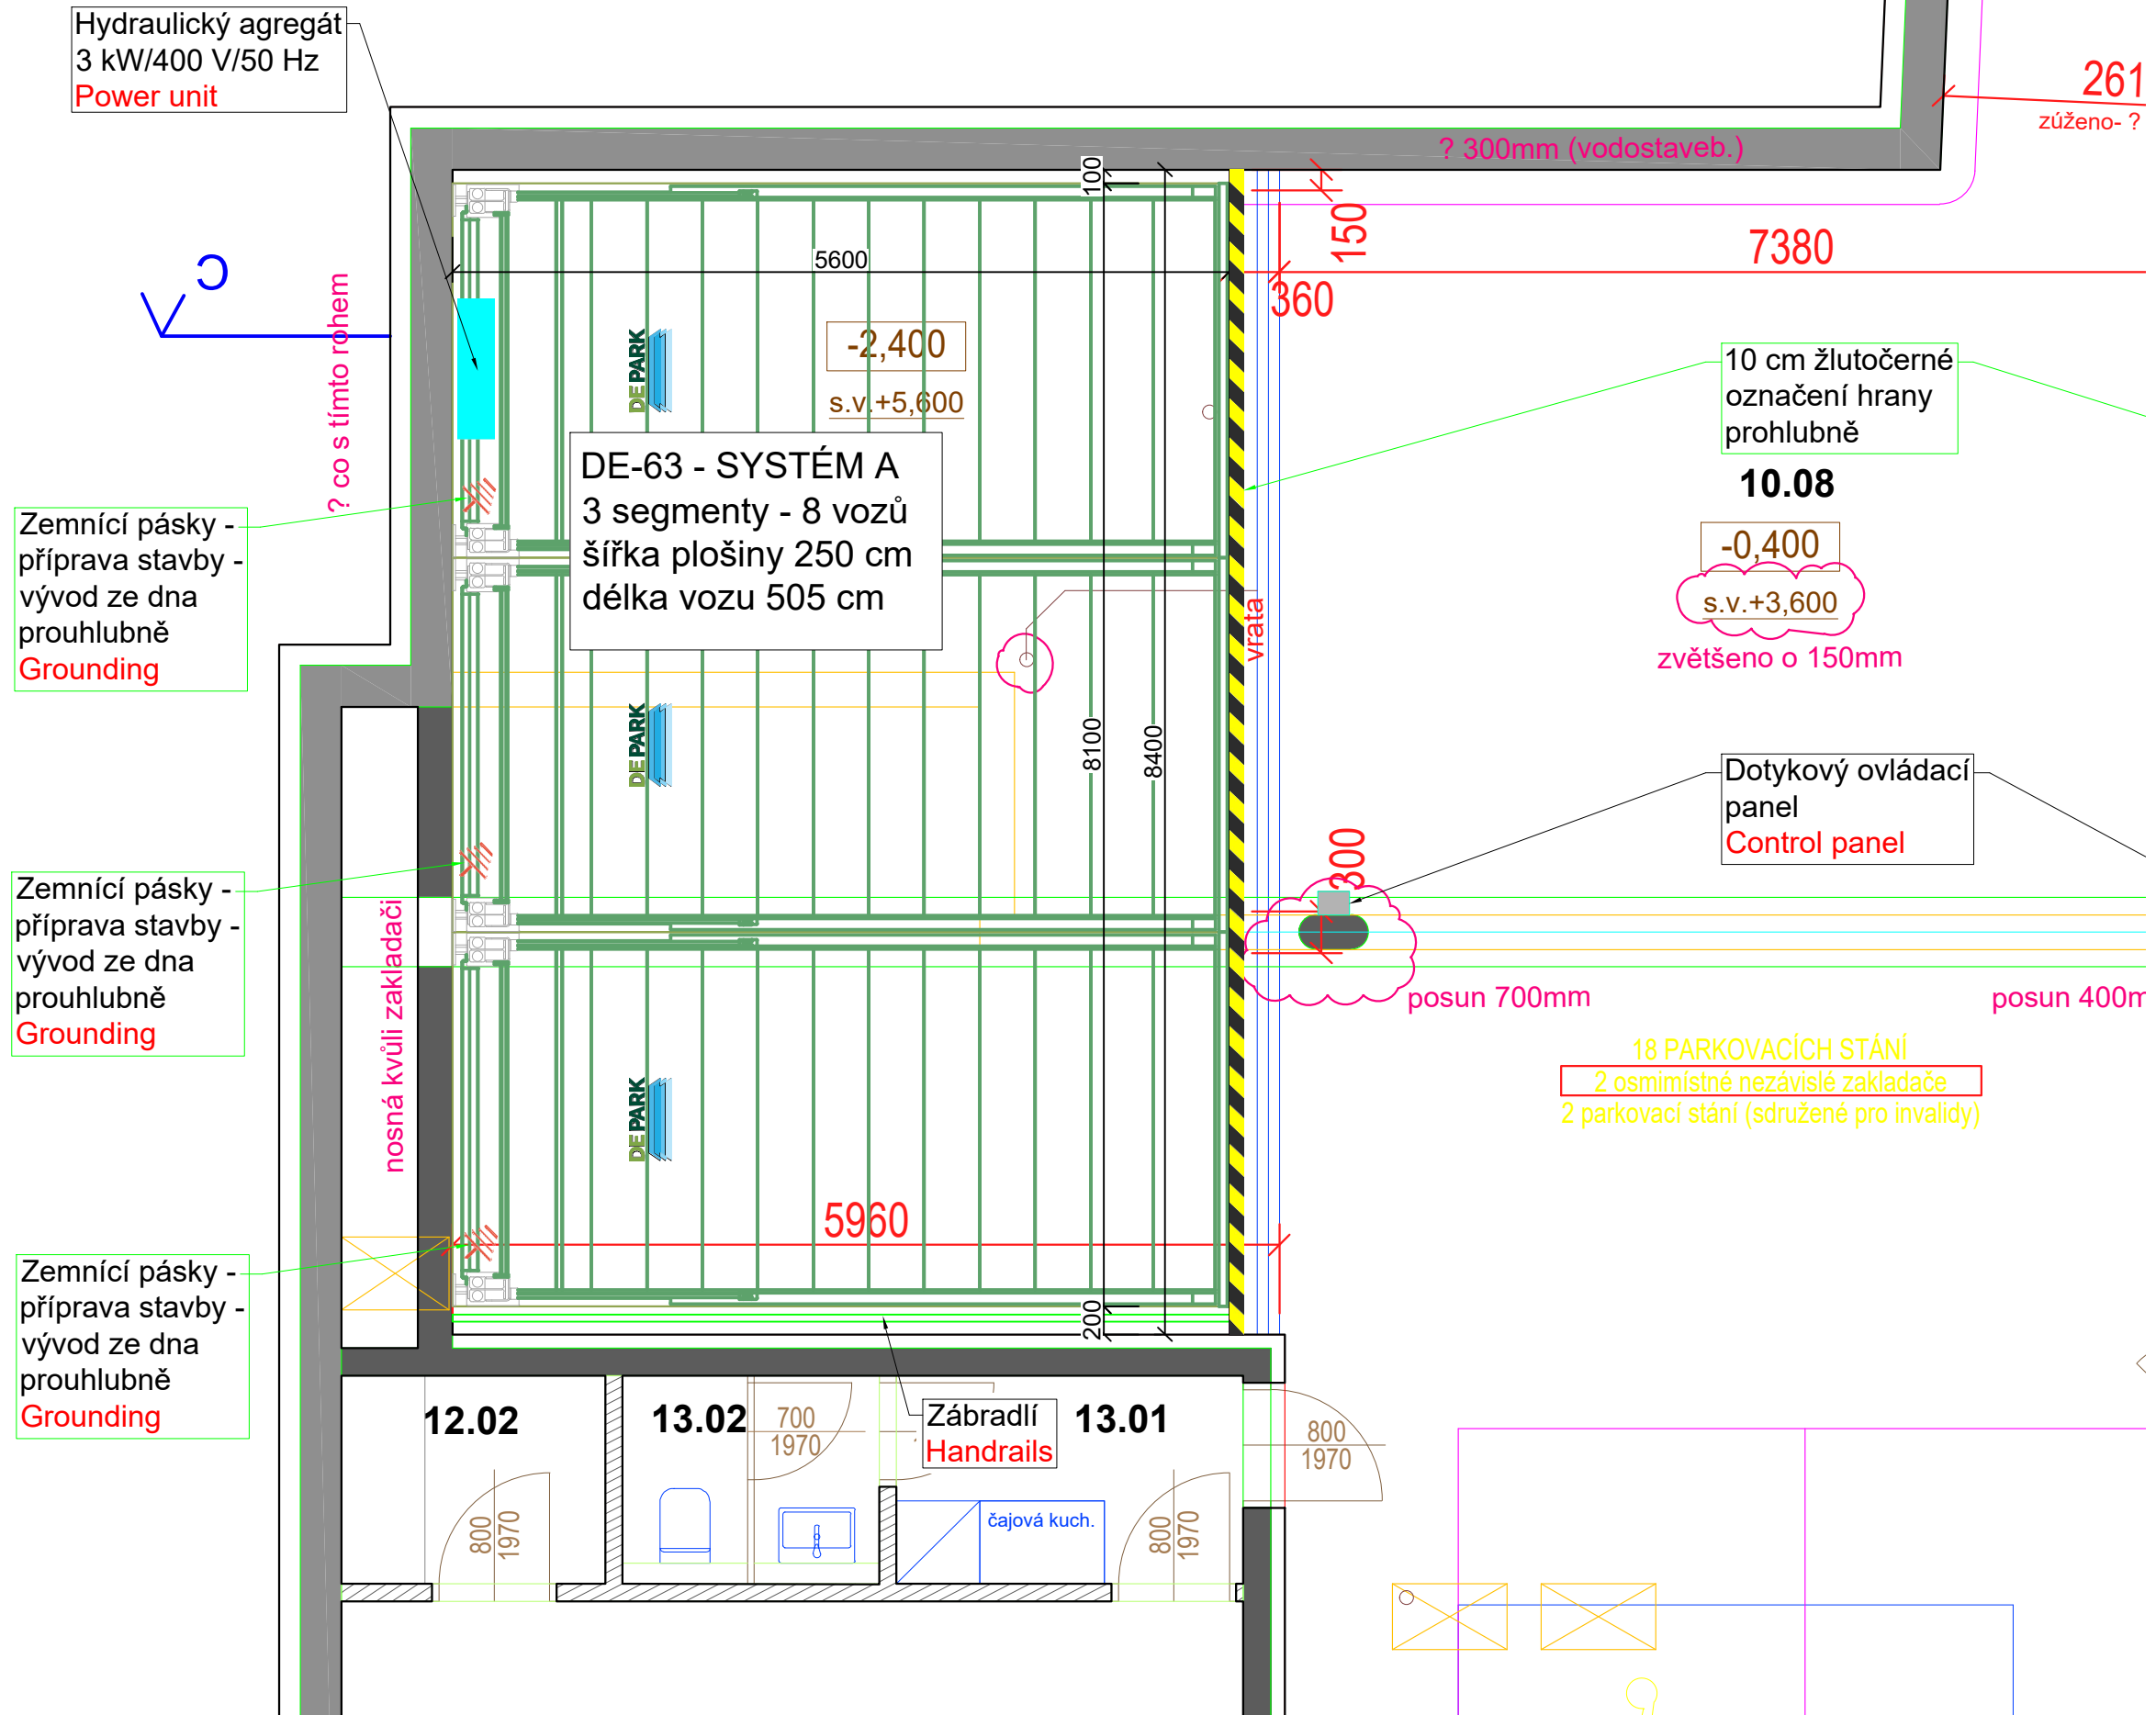 Hydraulický agregát
3 kW/400 V/50 Hz
Power unit
261
zúženo- ?
? 300mm (vodostaveb.)
100
150
7380
360
5600
C
? co s tímto rohem
-2,400
s.v.+5,600
DEPARK
10 cm žlutočerné
označení hrany
prohlubně
10.08
-0,400
s.v.+3,600
zvětšeno o 150mm
DE-63 - SYSTÉM A
3 segmenty - 8 vozů
šířka plošiny 250 cm
délka vozu 505 cm
Zemnící pásky -
příprava stavby -
vývod ze dna
prouhlubně
Grounding
vrata
DEPARK
8100
8400
Dotykový ovládací
panel
Control panel
300
Zemnící pásky -
příprava stavby -
vývod ze dna
prouhlubně
Grounding
nosná kvůli zakladači
posun 700mm
posun 400m
18 PARKOVACÍCH STÁNÍ
2 osmimístné nezávislé zakladače
2 parkovací stání (sdružené pro invalidy)
DEPARK
5960
Zemnící pásky -
příprava stavby -
vývod ze dna
prouhlubně
Grounding
200
12.02
13.02
700
1970
Zábradlí
Handrails
13.01
800
1970
800
1970
čajová kuch.
800
1970